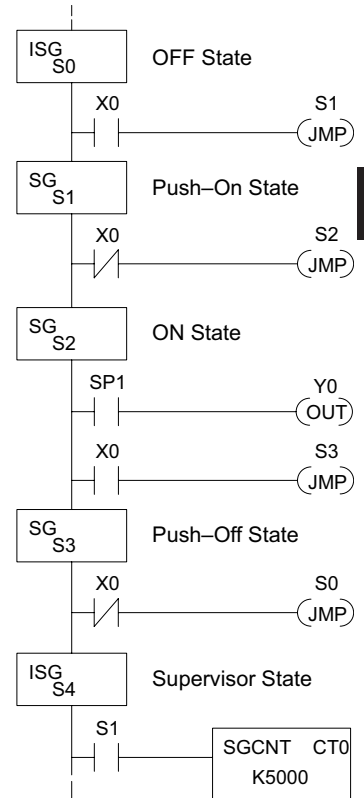 ISG
S0
OFF State
X0
S1
JMP
SG
S1
Push–On State
X0
S2
JMP
SG
S2
ON State
SP1
Y0
OUT
X0
S3
JMP
SG
S3
Push–Off State
X0
S0
JMP
ISG
S4
Supervisor State
S1
SGCNT CT0
K5000